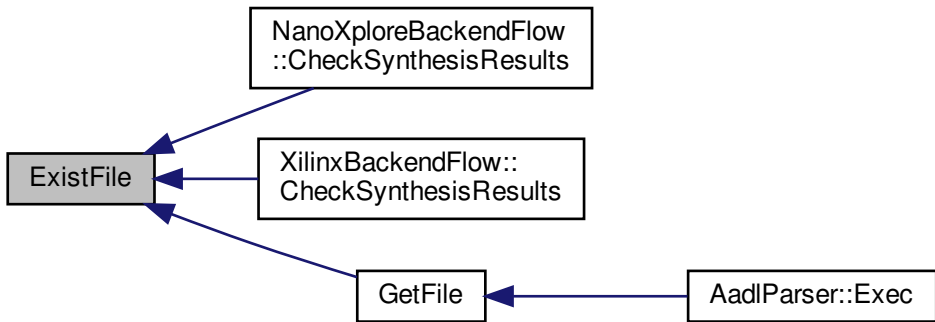 NanoXploreBackendFlow
::CheckSynthesisResults
ExistFile
XilinxBackendFlow::
CheckSynthesisResults
GetFile
AadlParser::Exec